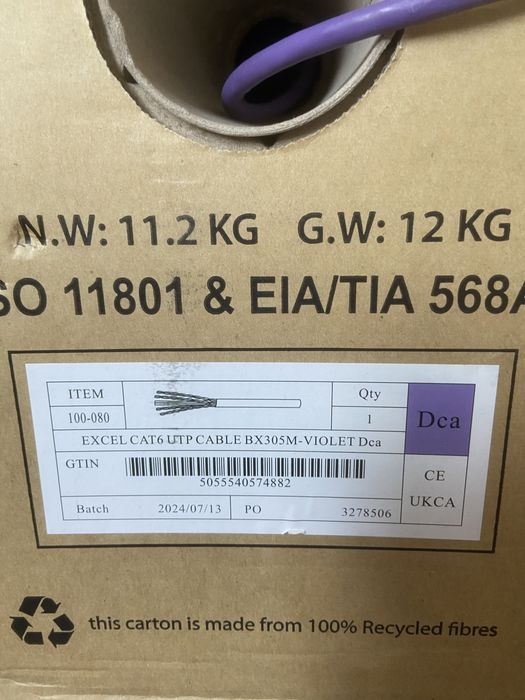 N.W: 11.2 KG G.W: 12 KG
SO 11801 & EIA/TIA 568A
ITEM Qty
100-080 1 Dca
EXCEL CAT6 UTP CABLE BX305M-VIOLET Dca
GTIN CE
5055540574882
UKCA
Batch 2024/07/13 PO 3278506
this carton is made from 100% Recycled fibres